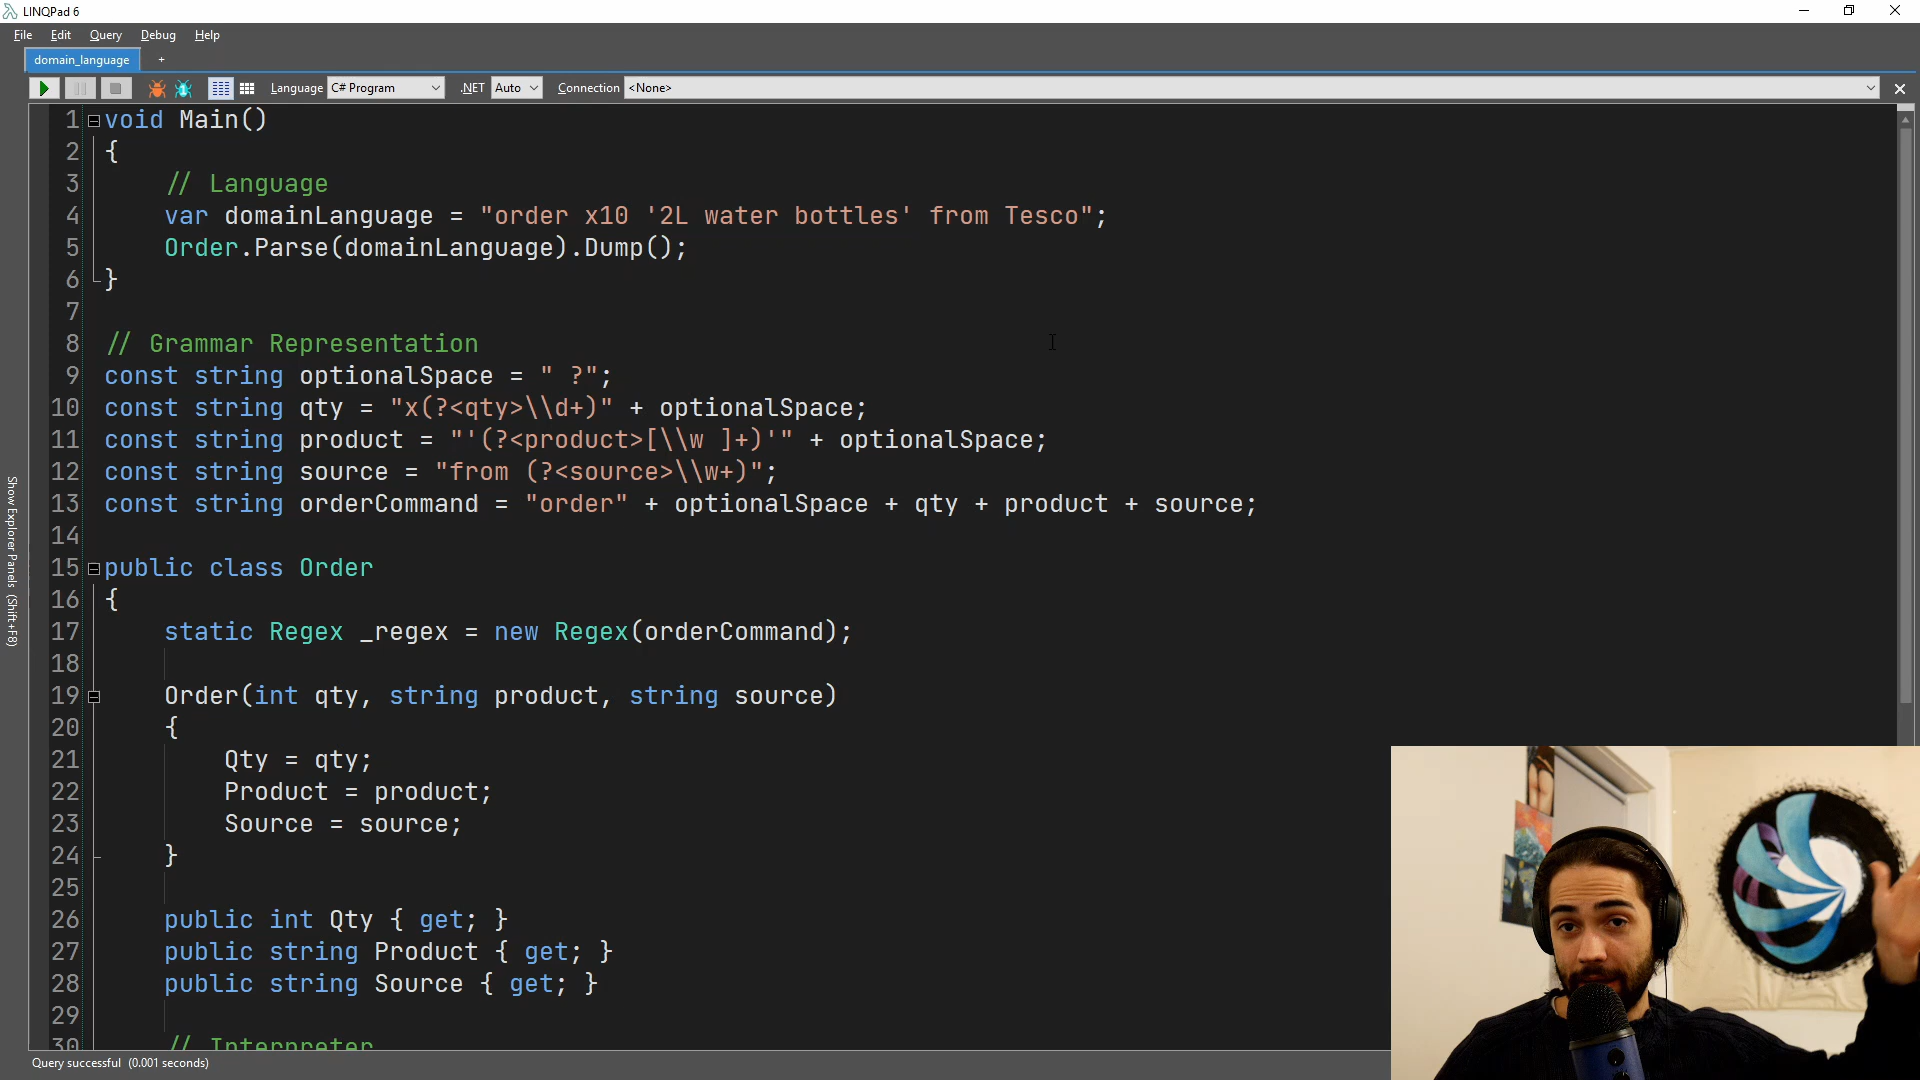 LINQPad 6
File Edit Query Debug Help
domain_language +
Language C# Program .NET Auto Connection <None>
1 void Main()
2 {
3 // Language
4 var domainLanguage = "order x10 '2L water bottles' from Tesco";
5 Order.Parse(domainLanguage).Dump();
6 }
7
8 // Grammar Representation
9 const string optionalSpace = " ?";
10 const string qty = "x(?<qty>\\d+)" + optionalSpace;
11 const string product = "'(?<product>[\\w ]+)'" + optionalSpace;
12 const string source = "from (?<source>\\w+)";
13 const string orderCommand = "order" + optionalSpace + qty + product + source;
14
15 public class Order
16 {
17 static Regex _regex = new Regex(orderCommand);
18
19 Order(int qty, string product, string source)
20 {
21 Qty = qty;
22 Product = product;
23 Source = source;
24 }
25
26 public int Qty { get; }
27 public string Product { get; }
28 public string Source { get; }
29
30 // Interpreter
Show Explorer Panels (Shift+F8)
Query successful (0.001 seconds)